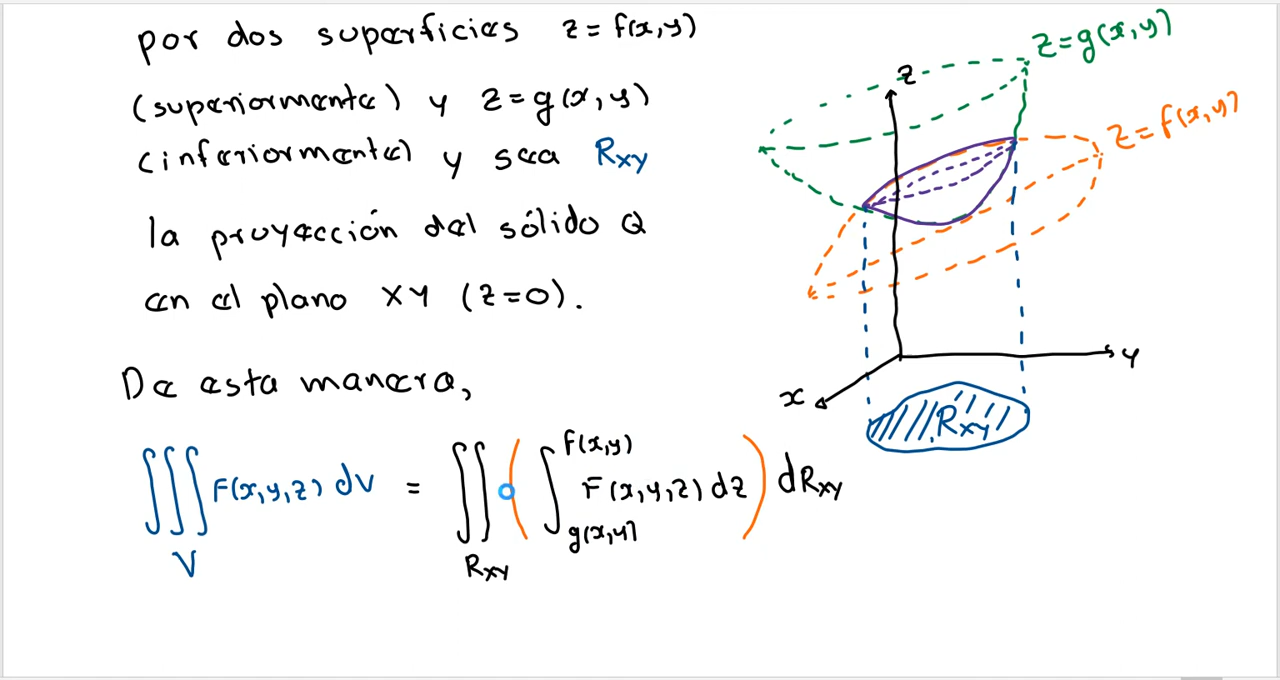 por dos superficies z = f(x,y)
(superiormente) y z = g(x,y)
(inferiormente) y sea Rxy
la proyección del sólido Q
en el plano XY (z=0).
De esta manera,
∭V F(x,y,z) dV = ∬Rxy ( ∫g(x,y)^f(x,y) F(x,y,z) dz ) dRxy
z = g(x,y)
z = f(x,y)
z
y
x
Rxy